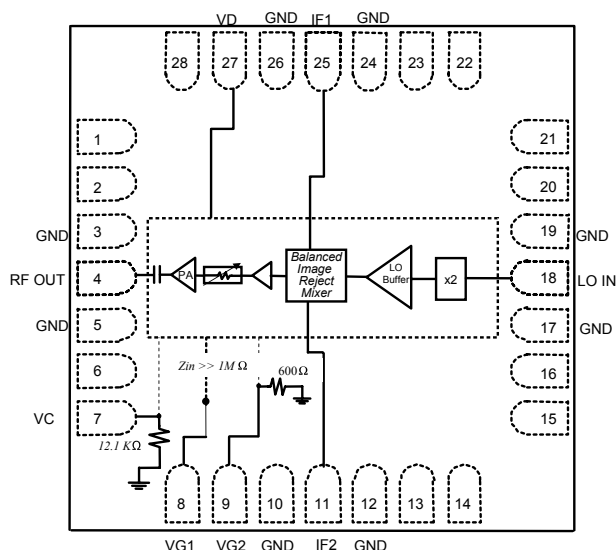 VD GND IF1 GND
28 27 26 25 24 23 22
1 21
2 20
GND 3 19 GND
RF OUT 4 PA Balanced Image Reject Mixer LO Buffer x2 18 LO IN
GND 5 17 GND
Zin >> 1M Ω 600Ω
6 16
VC 7 15
12.1 KΩ
8 9 10 11 12 13 14
VG1 VG2 GND IF2 GND